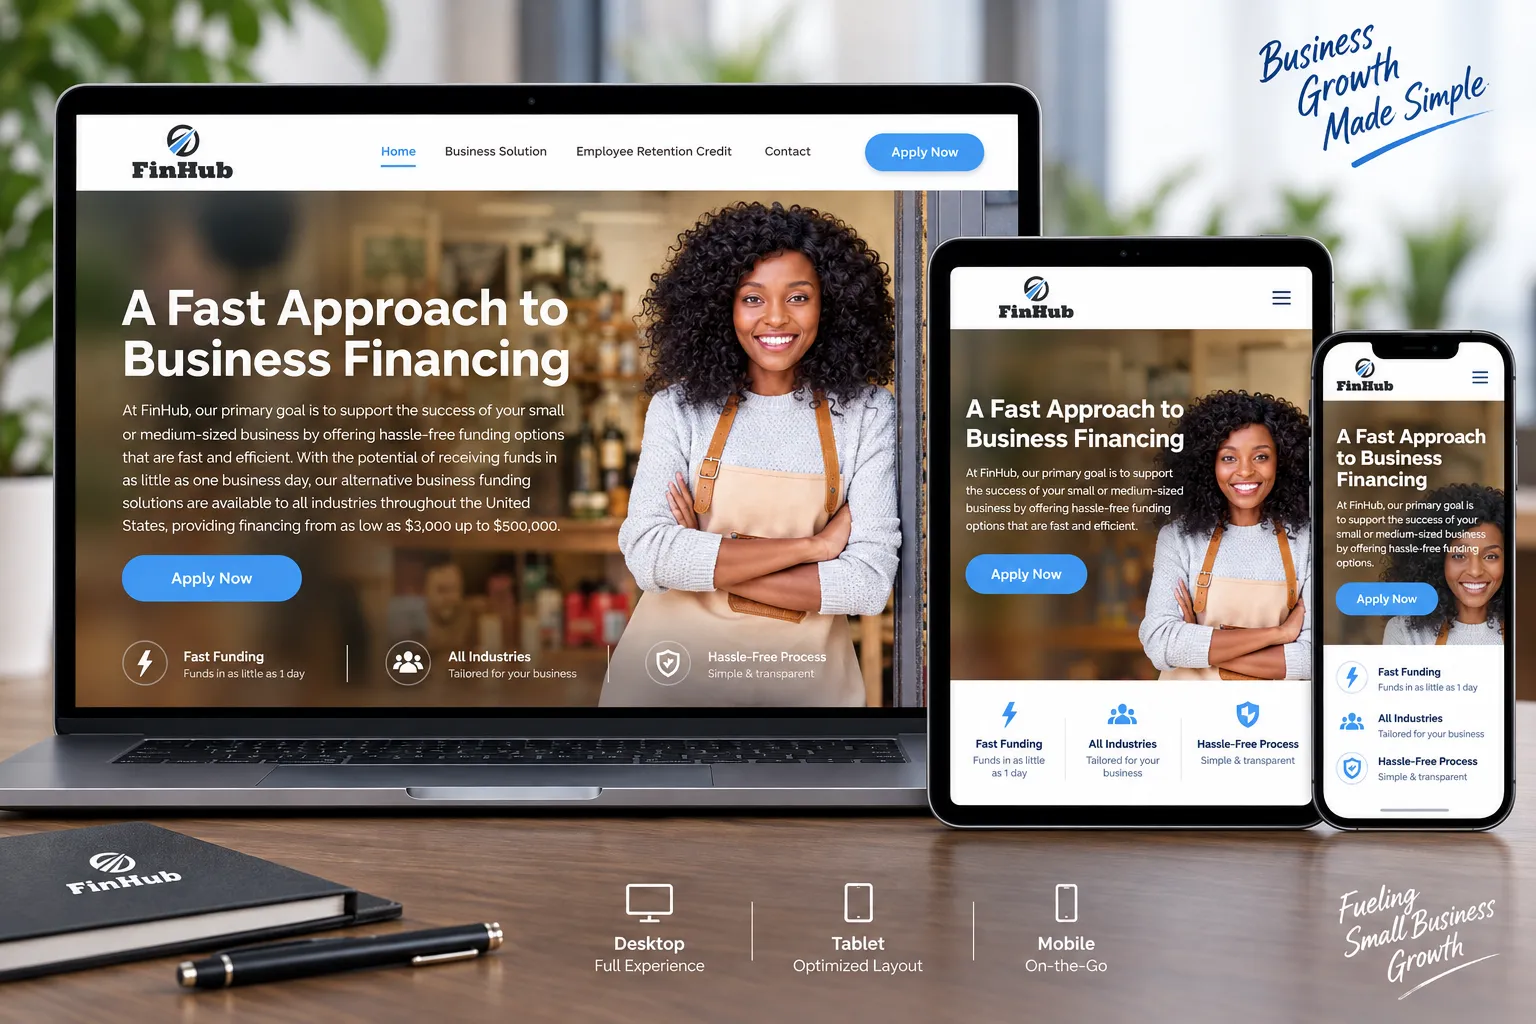 Business
Growth
Made Simple
FinHub
Home
Business Solution
Employee Retention Credit
Contact
Apply Now
A Fast Approach to
Business Financing
At FinHub, our primary goal is to support the success of your small
or medium-sized business by offering hassle-free funding options
that are fast and efficient. With the potential of receiving funds in
as little as one business day, our alternative business funding
solutions are available to all industries throughout the United
States, providing financing from as low as $3,000 up to $500,000.
Apply Now
Fast Funding
Funds in as little as 1 day
All Industries
Tailored for your business
Hassle-Free Process
Simple & transparent
FinHub
A Fast Approach to
Business Financing
At FinHub, our primary goal is to support
the success of your small or medium-sized
business by offering hassle-free funding
options that are fast and efficient.
Apply Now
Fast Funding
Funds in as little
as 1 day
All Industries
Tailored for your
business
Hassle-Free Process
Simple & transparent
FinHub
A Fast Approach
to Business
Financing
At FinHub, our primary goal is
to support the success of your
small or medium-sized business
by offering hassle-free funding
options.
Apply Now
Fast Funding
Funds in as little as 1 day
All Industries
Tailored for your business
Hassle-Free Process
Simple & transparent
FinHub
Desktop
Full Experience
Tablet
Optimized Layout
Mobile
On-the-Go
Fueling
Small Business
Growth